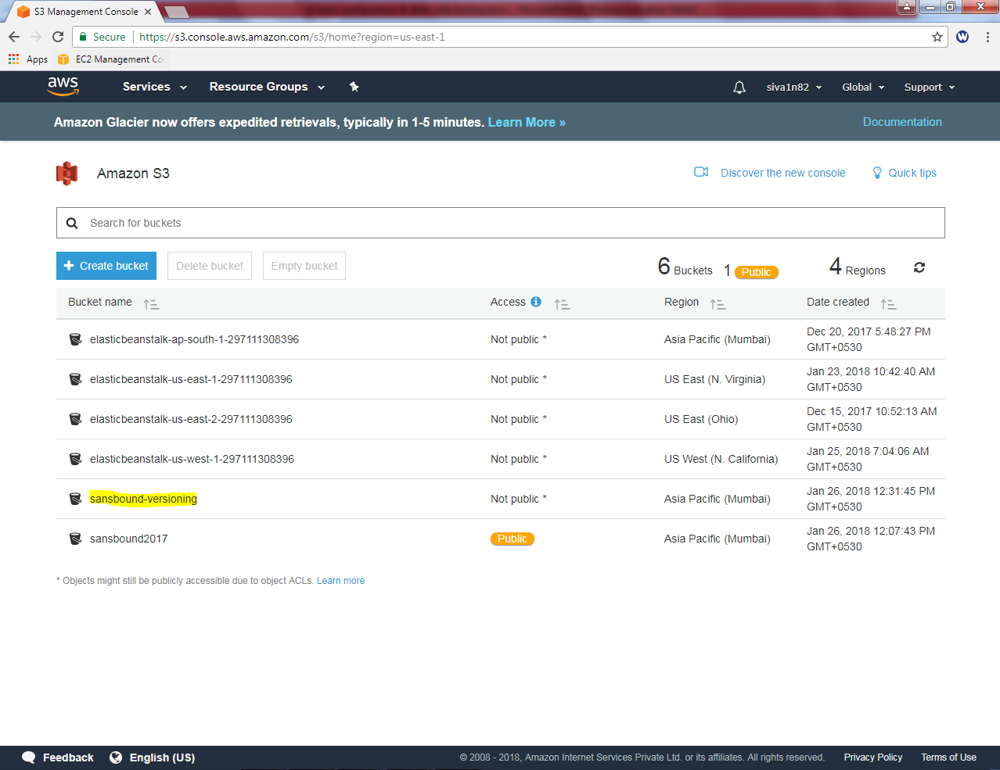 S3 Management Console
Secure https://s3.console.aws.amazon.com/s3/home?region=us-east-1
Apps EC2 Management Co
aws Services Resource Groups siva1n82 Global Support
Amazon Glacier now offers expedited retrievals, typically in 1-5 minutes. Learn More » Documentation
Amazon S3 Discover the new console Quick tips
Search for buckets
Create bucket Delete bucket Empty bucket 6 Buckets 1 Public 4 Regions
Bucket name Access Region Date created
elasticbeanstalk-ap-south-1-297111308396 Not public * Asia Pacific (Mumbai) Dec 20, 2017 5:48:27 PM
GMT+0530
elasticbeanstalk-us-east-1-297111308396 Not public * US East (N. Virginia) Jan 23, 2018 10:42:40 AM
GMT+0530
elasticbeanstalk-us-east-2-297111308396 Not public * US East (Ohio) Dec 15, 2017 10:52:13 AM
GMT+0530
elasticbeanstalk-us-west-1-297111308396 Not public * US West (N. California) Jan 25, 2018 7:04:06 AM
GMT+0530
sansbound-versioning Not public * Asia Pacific (Mumbai) Jan 26, 2018 12:31:45 PM
GMT+0530
sansbound2017 Public Asia Pacific (Mumbai) Jan 26, 2018 12:07:43 PM
GMT+0530
* Objects might still be publicly accessible due to object ACLs. Learn more
Feedback English (US) © 2008 - 2018, Amazon Internet Services Private Ltd. or its affiliates. All rights reserved. Privacy Policy Terms of Use